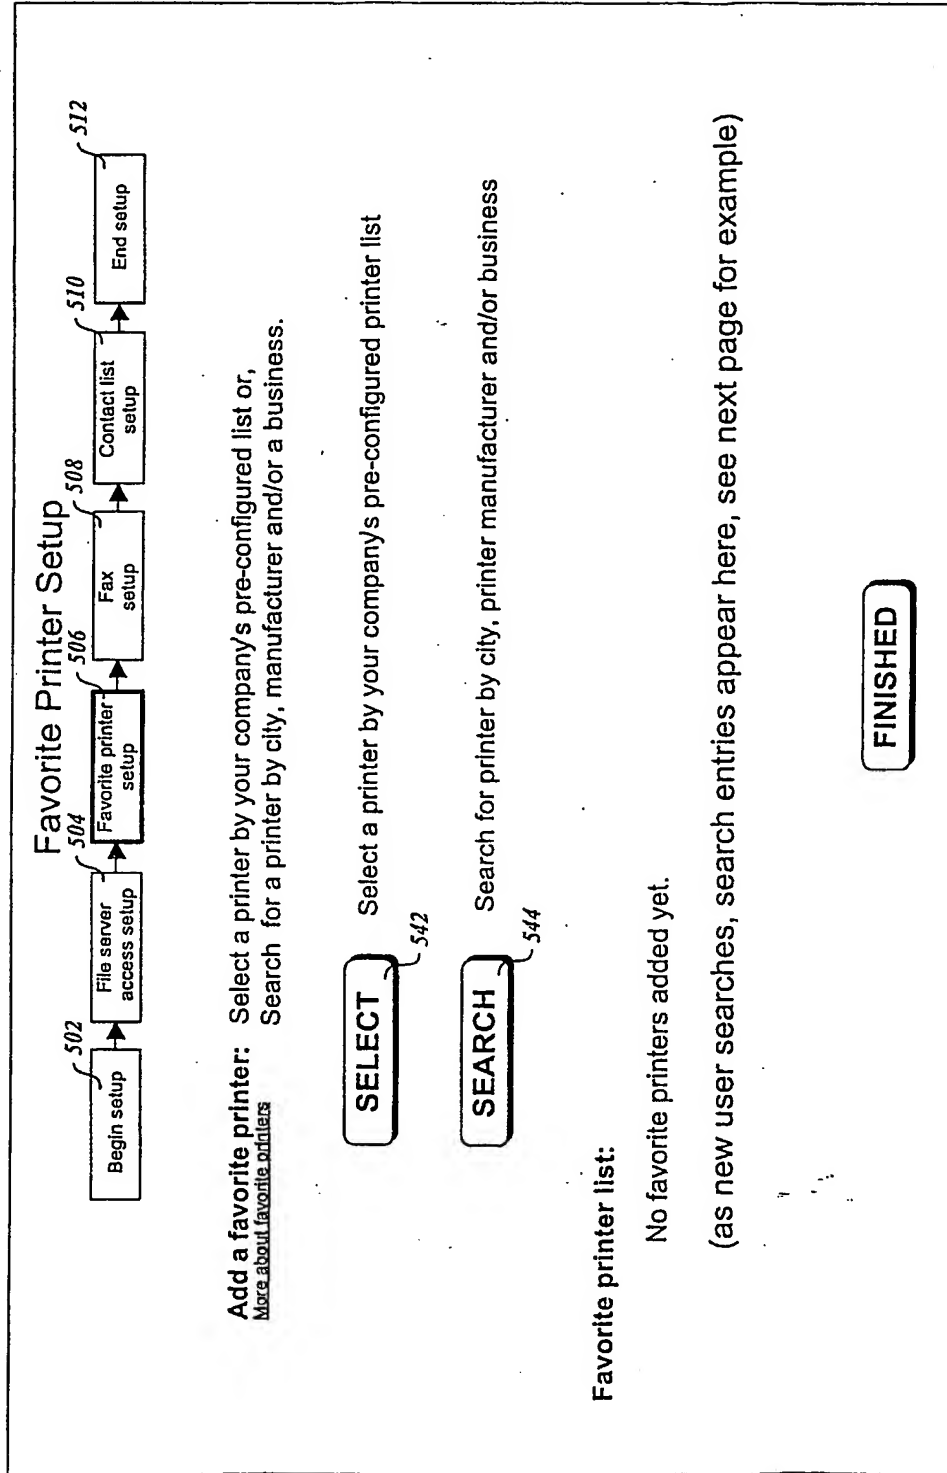 Favorite Printer Setup
502
504
506
508
510
512
Begin setup
File server
access setup
Favorite printer
setup
Fax
setup
Contact list
setup
End setup
Add a favorite printer: Select a printer by your company's pre-configured list or,
More about favorite printers
Search for a printer by city, manufacturer and/or a business.
SELECT
542
Select a printer by your company's pre-configured printer list
SEARCH
544
Search for printer by city, printer manufacturer and/or business
Favorite printer list:
No favorite printers added yet.
(as new user searches, search entries appear here, see next page for example)
FINISHED